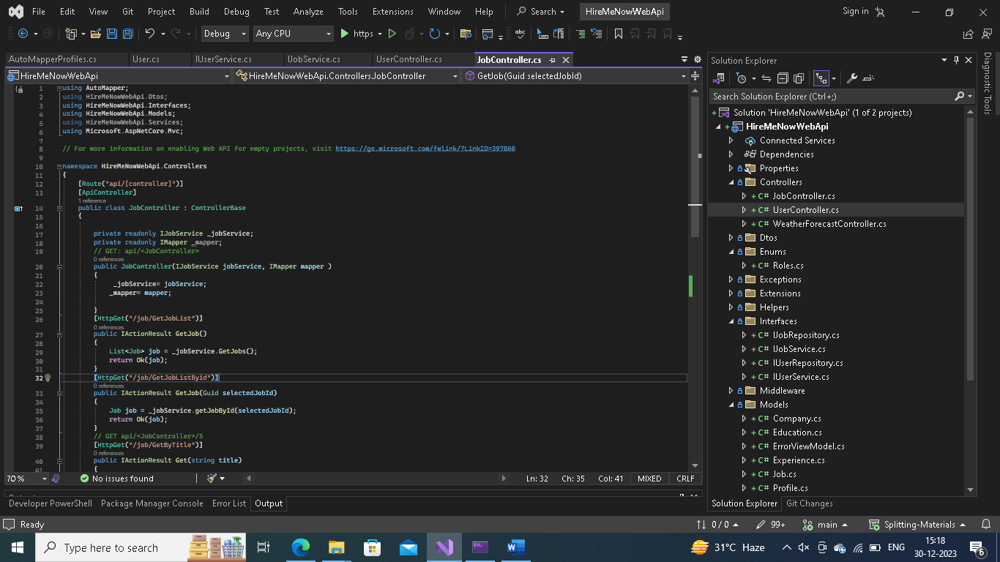 File Edit View Git Project Build Debug Test Analyze Tools Extensions Window Help Search HireMeNowWebApi Sign in
Debug Any CPU https
AutoMapperProfiles.cs User.cs IUserService.cs IJobService.cs UserController.cs JobController.cs
HireMeNowWebApi HireMeNowWebApi.Controllers.JobController GetJob(Guid selectedJobId)
1 using AutoMapper;
2 using HireMeNowWebApi.Dtos;
3 using HireMeNowWebApi.Interfaces;
4 using HireMeNowWebApi.Models;
5 using HireMeNowWebApi.Services;
6 using Microsoft.AspNetCore.Mvc;
7
8 // For more information on enabling Web API for empty projects, visit https://go.microsoft.com/fwlink/?LinkID=397860
9
10 namespace HireMeNowWebApi.Controllers
11 {
12 [Route("api/[controller]")]
13 [ApiController]
1 reference
14 public class JobController : ControllerBase
15 {
16
17 private readonly IJobService _jobService;
18 private readonly IMapper _mapper;
19 // GET: api/<JobController>
0 references
20 public JobController(IJobService jobService, IMapper mapper )
21 {
22 _jobService= jobService;
23 _mapper= mapper;
24
25 }
26 [HttpGet("/job/GetJobList")]
0 references
27 public IActionResult GetJob()
28 {
29 List<Job> job = _jobService.GetJobs();
30 return Ok(job);
31 }
32 [HttpGet("/job/GetJobListByid")]
0 references
33 public IActionResult GetJob(Guid selectedJobId)
34 {
35 Job job = _jobService.getJobById(selectedJobId);
36 return Ok(job);
37 }
38 // GET api/<JobController>/5
39 [HttpGet("/job/GetByTitle")]
0 references
40 public IActionResult Get(string title)
41 {
70 % No issues found Ln: 32 Ch: 35 Col: 41 MIXED CRLF
Developer PowerShell Package Manager Console Error List Output
Solution Explorer
Search Solution Explorer (Ctrl+;)
Solution 'HireMeNowWebApi' (1 of 2 projects)
HireMeNowWebApi
Connected Services
Dependencies
Properties
Controllers
C# JobController.cs
C# UserController.cs
C# WeatherForecastController.cs
Dtos
Enums
C# Roles.cs
Exceptions
Extensions
Helpers
Interfaces
C# IJobRepository.cs
C# IJobService.cs
C# IUserRepository.cs
C# IUserService.cs
Middleware
Models
C# Company.cs
C# Education.cs
C# ErrorViewModel.cs
C# Experience.cs
C# Job.cs
C# Profile.cs
Solution Explorer Git Changes
Diagnostic Tools
Ready 0 / 0 99+ main Splitting-Materials
Type here to search 31°C Haze ENG 15:18
30-12-2023 6